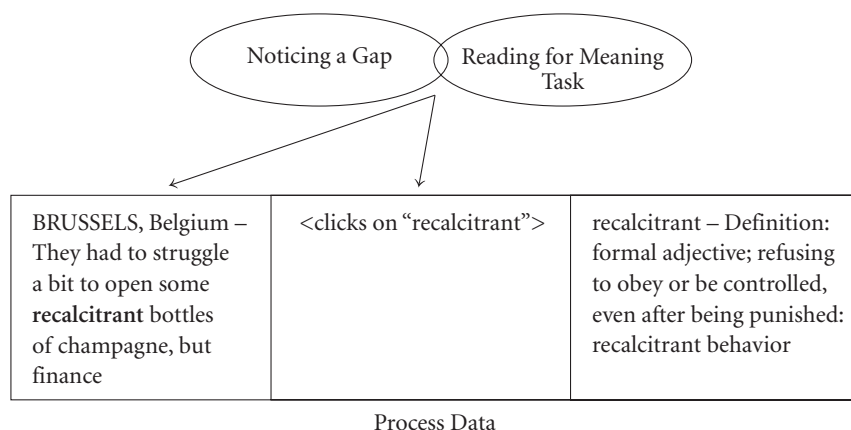 Noticing a Gap
Reading for Meaning
Task
BRUSSELS, Belgium –
They had to struggle
a bit to open some
recalcitrant bottles
of champagne, but
finance
<clicks on “recalcitrant”>
recalcitrant – Definition:
formal adjective; refusing
to obey or be controlled,
even after being punished:
recalcitrant behavior
Process Data